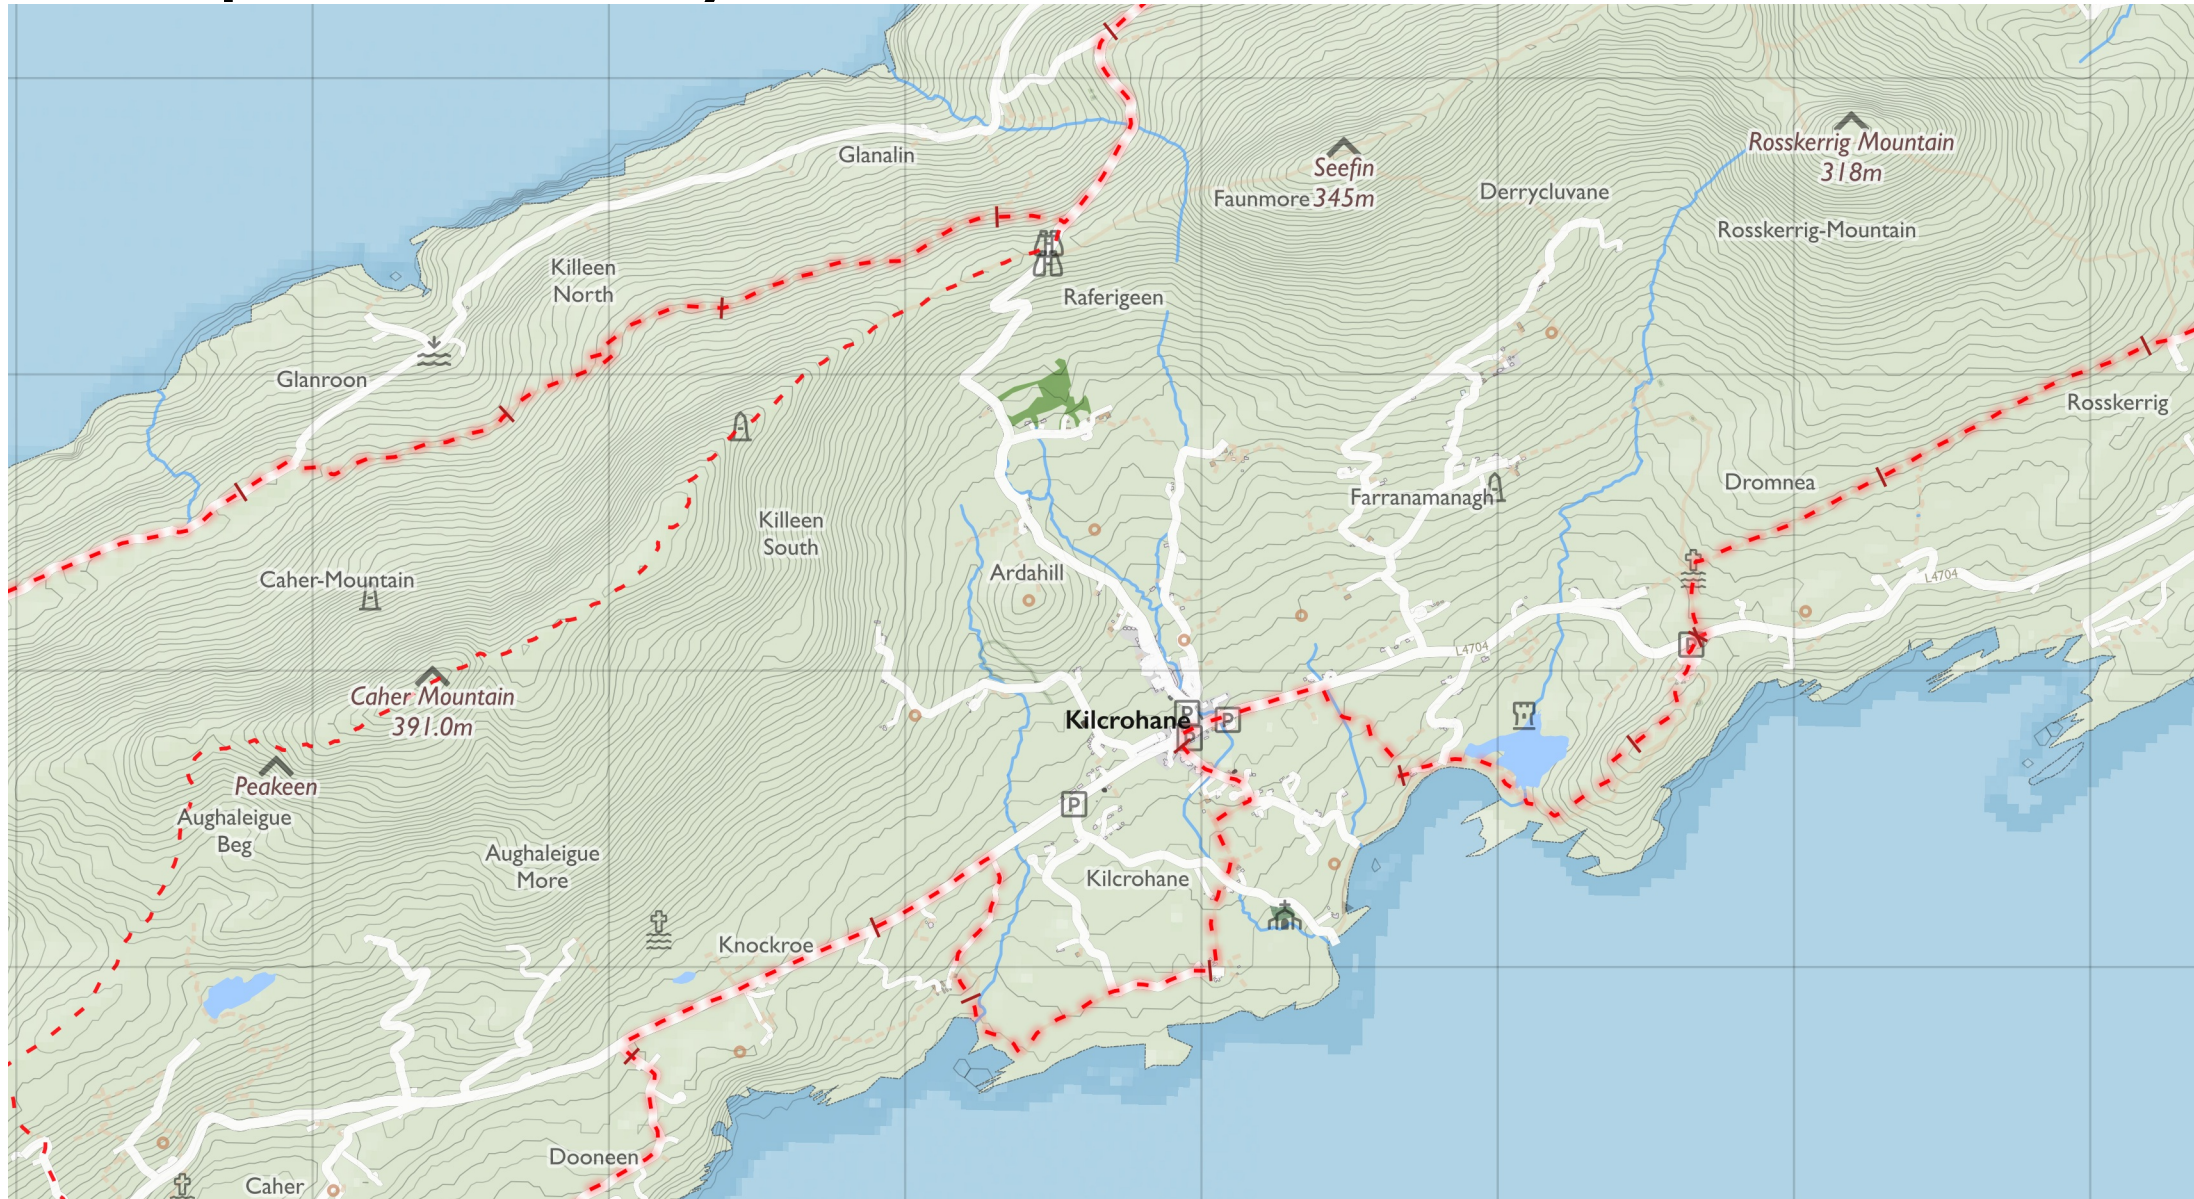 Glanalin
Seefin
345m
Faunmore
Derrycluvane
Rosskerrig Mountain
318m
Rosskerrig-Mountain
Killeen
North
Raferigeen
Glanroon
Rosskerrig
Dromnea
Farranamanagh
Killeen
South
Ardahill
Caher-Mountain
L4704
L4704
P
Caher Mountain
391.0m
Kilcrohane
P
P
P
Peakeen
P
Aughaleigue
Beg
Aughaleigue
More
Kilcrohane
Knockroe
Dooneen
Caher